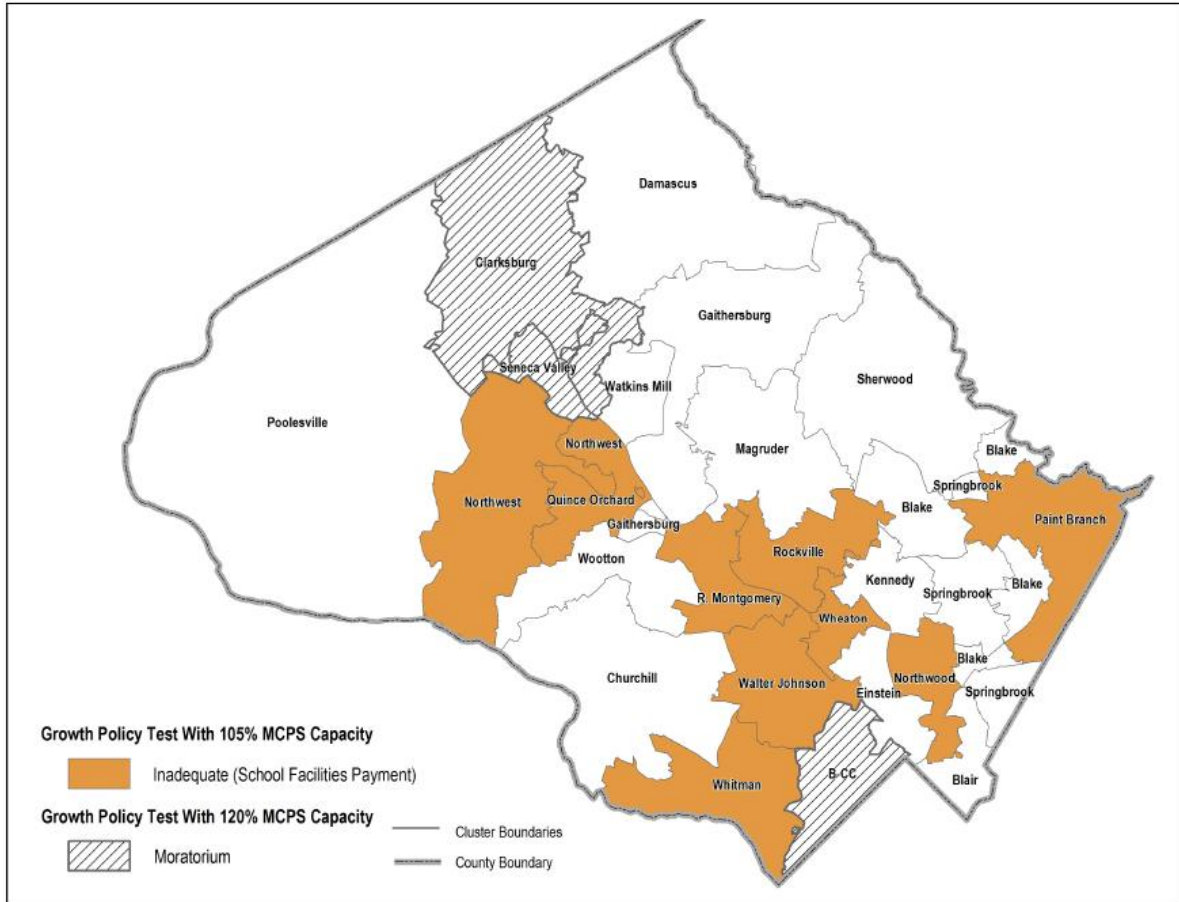 Damascus
Clarksburg
Gaithersburg
Seneca Valley
Watkins Mill
Sherwood
Poolesville
Northwest
Magruder
Blake
Springbrook
Northwest
Quince Orchard
Blake
Paint Branch
Gaithersburg
Rockville
Wootton
Kennedy
Springbrook
Blake
R. Montgomery
Wheaton
Blake
Churchill
Walter Johnson
Northwood
Einstein
Springbrook
Whitman
B-CC
Blair
Growth Policy Test With 105% MCPS Capacity
Inadequate (School Facilities Payment)
Growth Policy Test With 120% MCPS Capacity
Moratorium
Cluster Boundaries
County Boundary